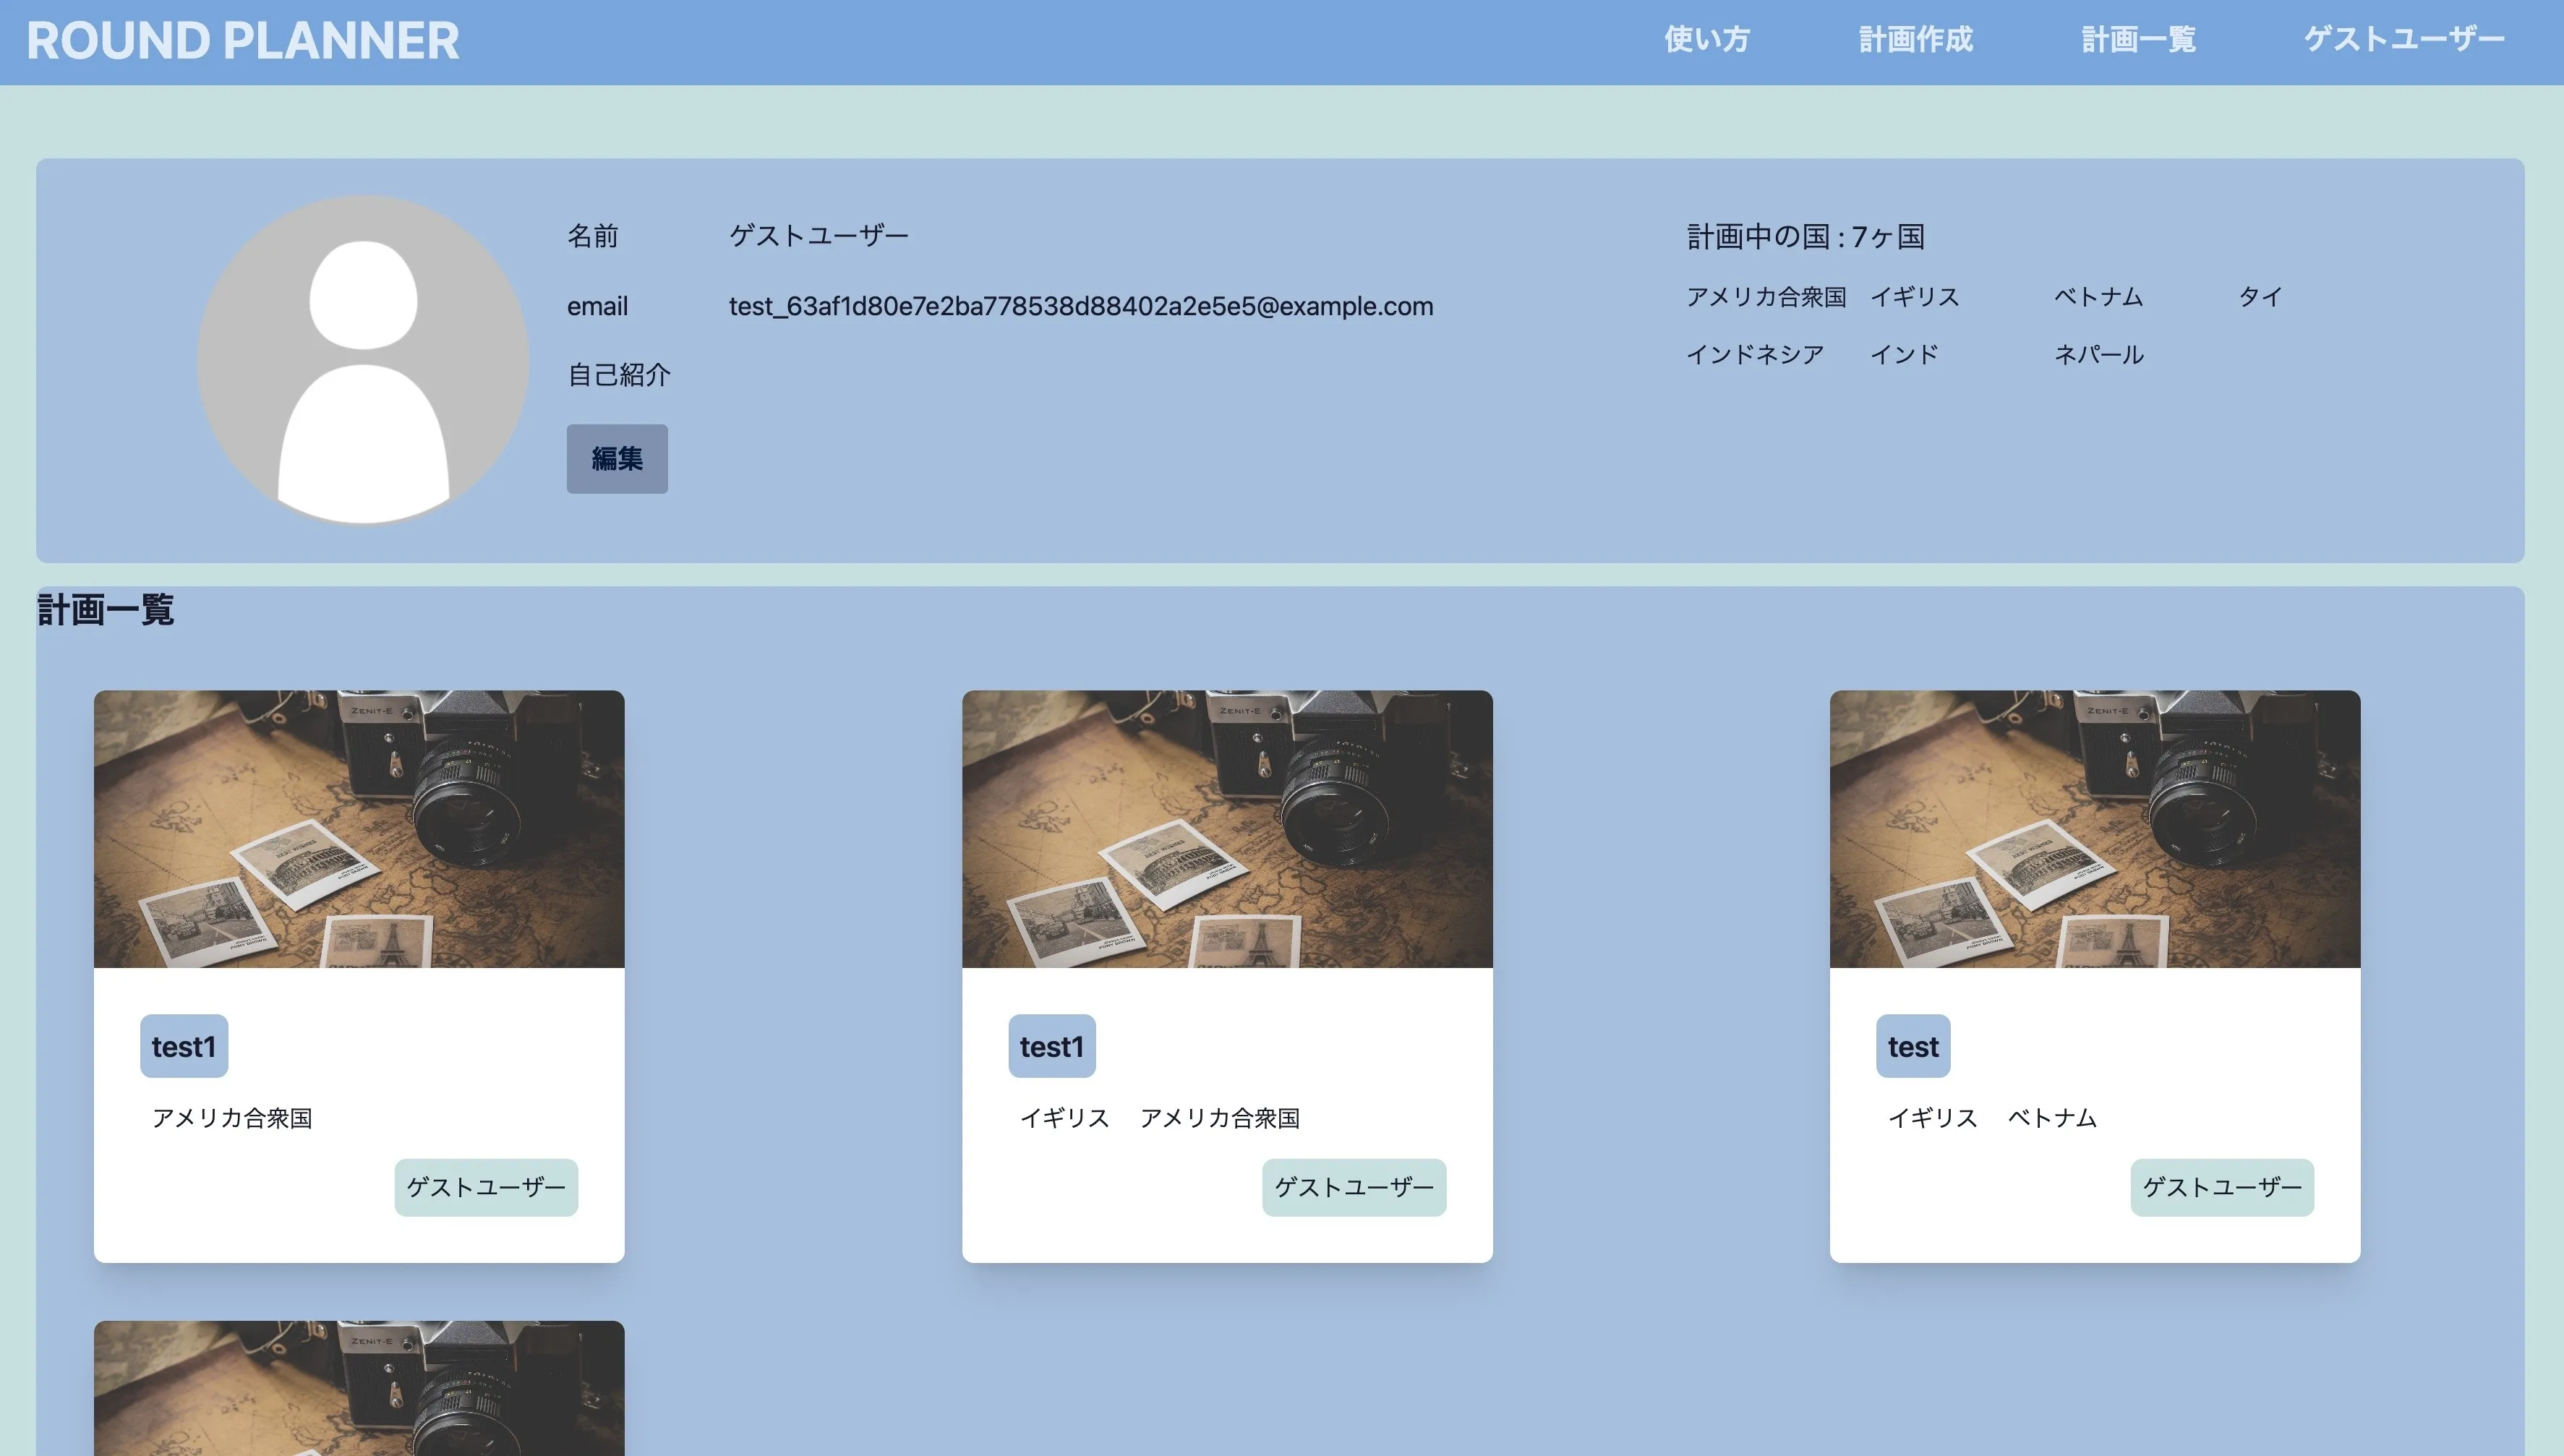 ROUND PLANNER 使い方 計画作成 計画一覧 ゲストユーザー
名前 ゲストユーザー
email test_63af1d80e7e2ba778538d88402a2e5e5@example.com
自己紹介
編集
計画中の国 : 7ヶ国
アメリカ合衆国 イギリス ベトナム タイ
インドネシア インド ネパール
計画一覧
ZENIT-E
test1
アメリカ合衆国
ゲストユーザー
ZENIT-E
test1
イギリス アメリカ合衆国
ゲストユーザー
ZENIT-E
test
イギリス ベトナム
ゲストユーザー
ZENIT-E